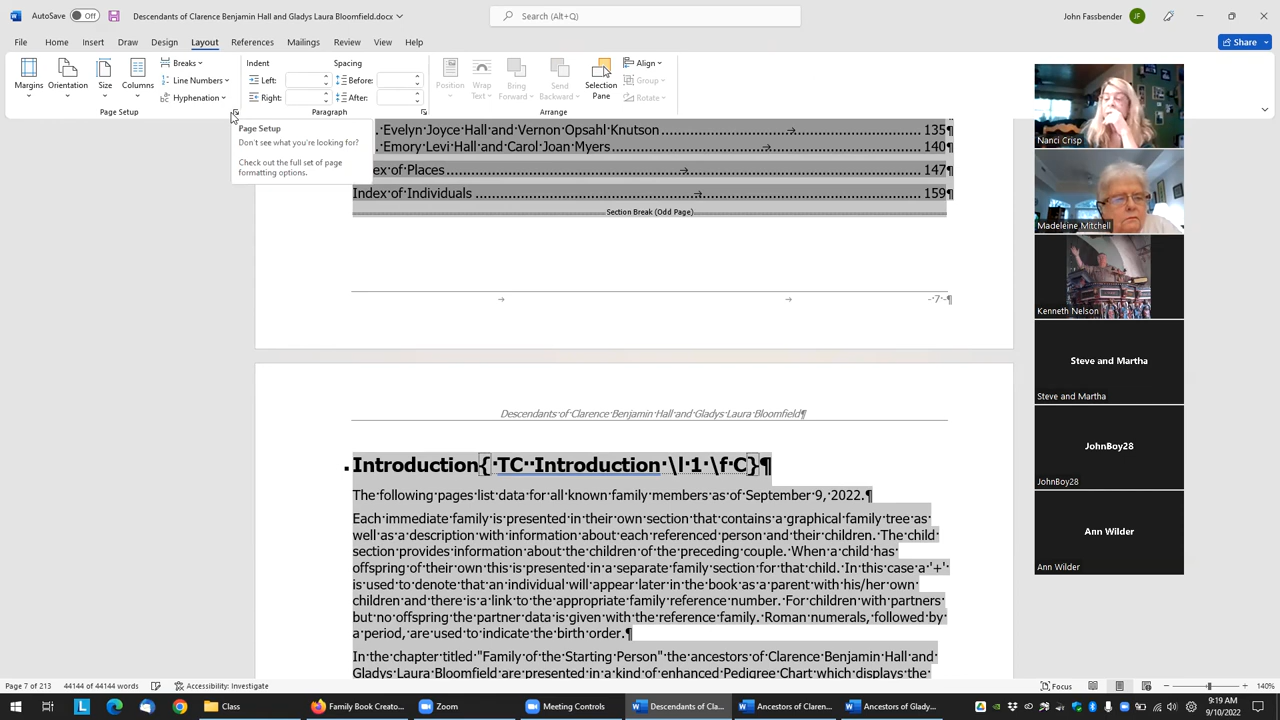 AutoSave Off Descendants of Clarence Benjamin Hall and Gladys Laura Bloomfield.docx Search (Alt+Q) John Fassbender JF
File Home Insert Draw Design Layout References Mailings Review View Help Share
Margins Orientation Size Columns Breaks Line Numbers Hyphenation
Page Setup
Indent Spacing
Left: Before:
Right: After:
Paragraph
Position Wrap Text Bring Forward Send Backward Selection Pane Align Group Rotate
Arrange
Page Setup
Don't see what you're looking for?
Check out the full set of page
formatting options.
. Evelyn·Joyce·Hall·and·Vernon·Opsahl·Knutson → 135¶
. Emory·Levi·Hall·and·Carol·Joan·Myers → 140¶
ex·of·Places → 147¶
Index·of·Individuals → 159¶
Section Break (Odd Page)
→ → -·7·-¶
Descendants·of·Clarence·Benjamin·Hall·and·Gladys·Laura·Bloomfield¶
Introduction{·TC··Introduction·\l·1·\f·C}¶
The·following·pages·list·data·for·all·known·family·members·as·of·September·9,·2022.¶
Each·immediate·family·is·presented·in·their·own·section·that·contains·a·graphical·family·tree·as·
well·as·a·description·with·information·about·each·referenced·person·and·their·children.·The·child·
section·provides·information·about·the·children·of·the·preceding·couple.·When·a·child·has·
offspring·of·their·own·this·is·presented·in·a·separate·family·section·for·that·child.·In·this·case·a·'+'·
is·used·to·denote·that·an·individual·will·appear·later·in·the·book·as·a·parent·with·his/her·own·
children·and·there·is·a·link·to·the·appropriate·family·reference·number.·For·children·with·partners·
but·no·offspring·the·partner·data·is·given·with·the·reference·family.·Roman·numerals,·followed·by·
a·period,·are·used·to·indicate·the·birth·order.¶
In·the·chapter·titled·"Family·of·the·Starting·Person"·the·ancestors·of·Clarence·Benjamin·Hall·and·
Gladys·Laura·Bloomfield·are·presented·in·a·kind·of·enhanced·Pedigree·Chart·which·displays·the·
Nanci Crisp
Madeleine Mitchell
Kenneth Nelson
Steve and Martha
Steve and Martha
JohnBoy28
JohnBoy28
Ann Wilder
Ann Wilder
Page 7 of 213 44144 of 44144 words Accessibility: Investigate Focus 140%
Class Family Book Creato... Zoom Meeting Controls Descendants of Cla... Ancestors of Claren... Ancestors of Glady...
9:19 AM
9/10/2022